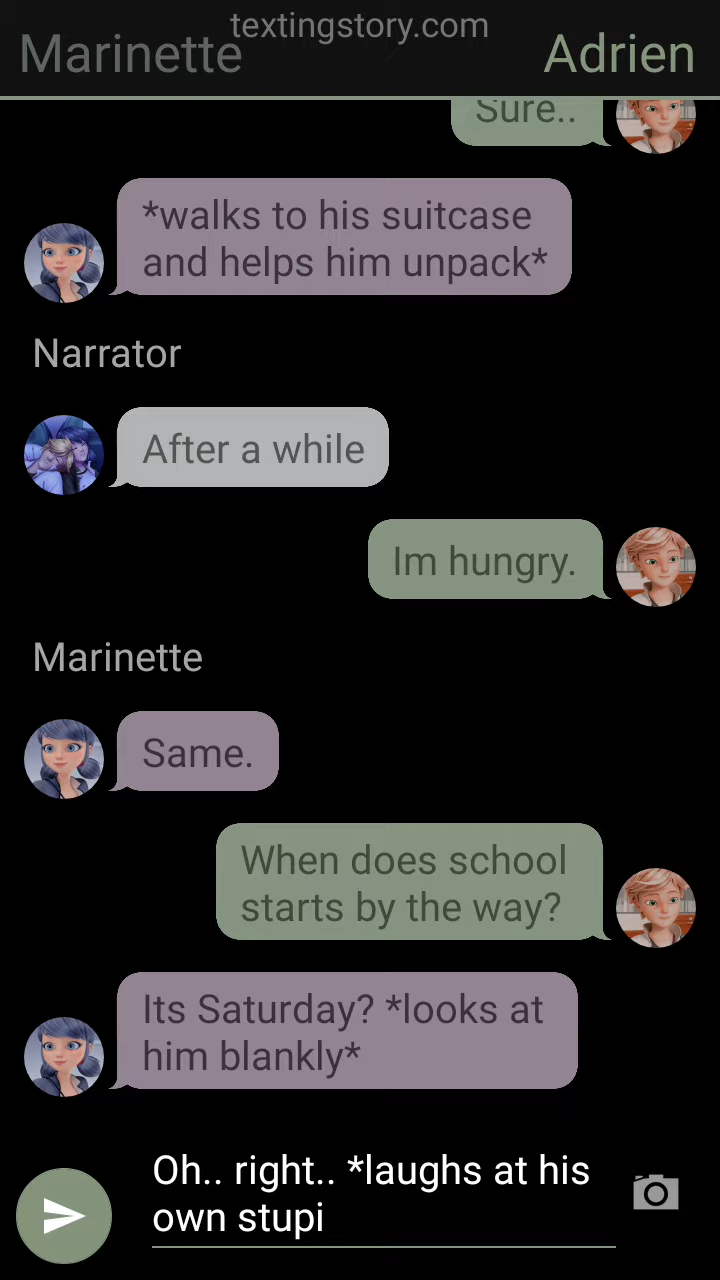 textingstory.com
Marinette
Adrien
Sure..
*walks to his suitcase
and helps him unpack*
Narrator
After a while
Im hungry.
Marinette
Same.
When does school
starts by the way?
Its Saturday? *looks at
him blankly*
Oh.. right.. *laughs at his
own stupi